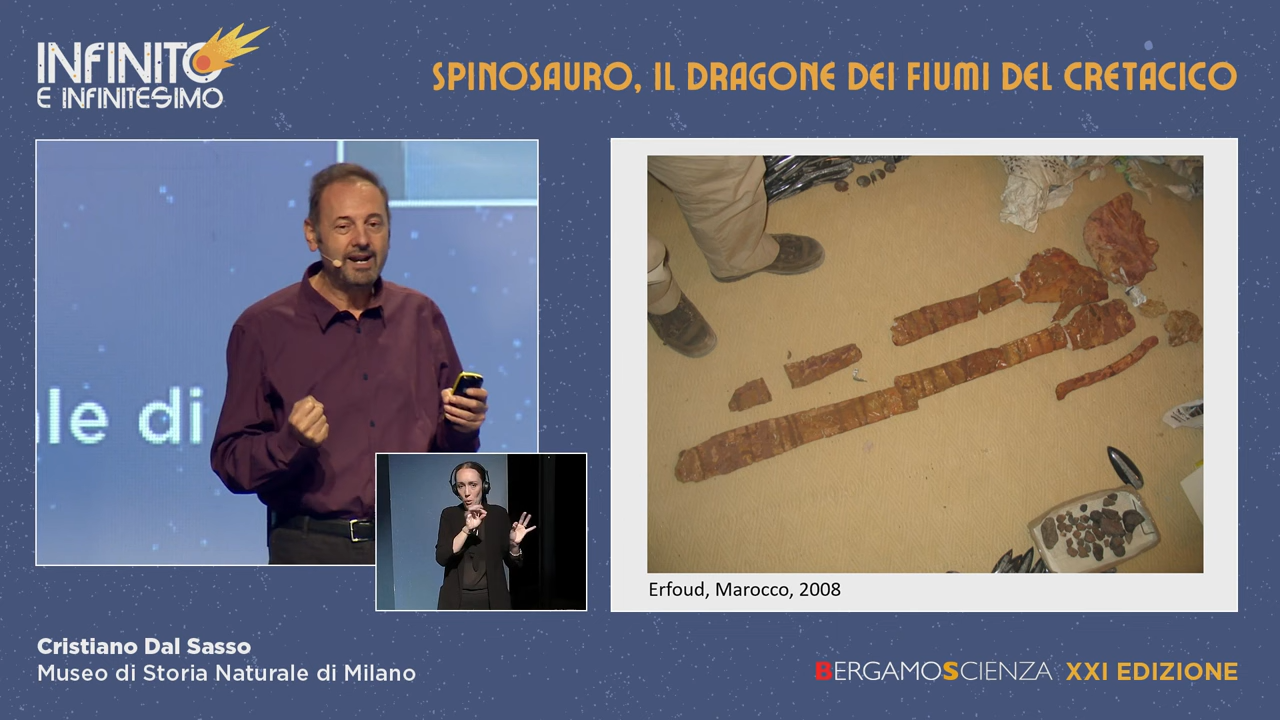 INFINITO
E INFINITESIMO
SPINOSAURO, IL DRAGONE DEI FIUMI DEL CRETACICO
ale di
Erfoud, Marocco, 2008
Cristiano Dal Sasso
Museo di Storia Naturale di Milano
BERGAMOSCIENZA XXI EDIZIONE